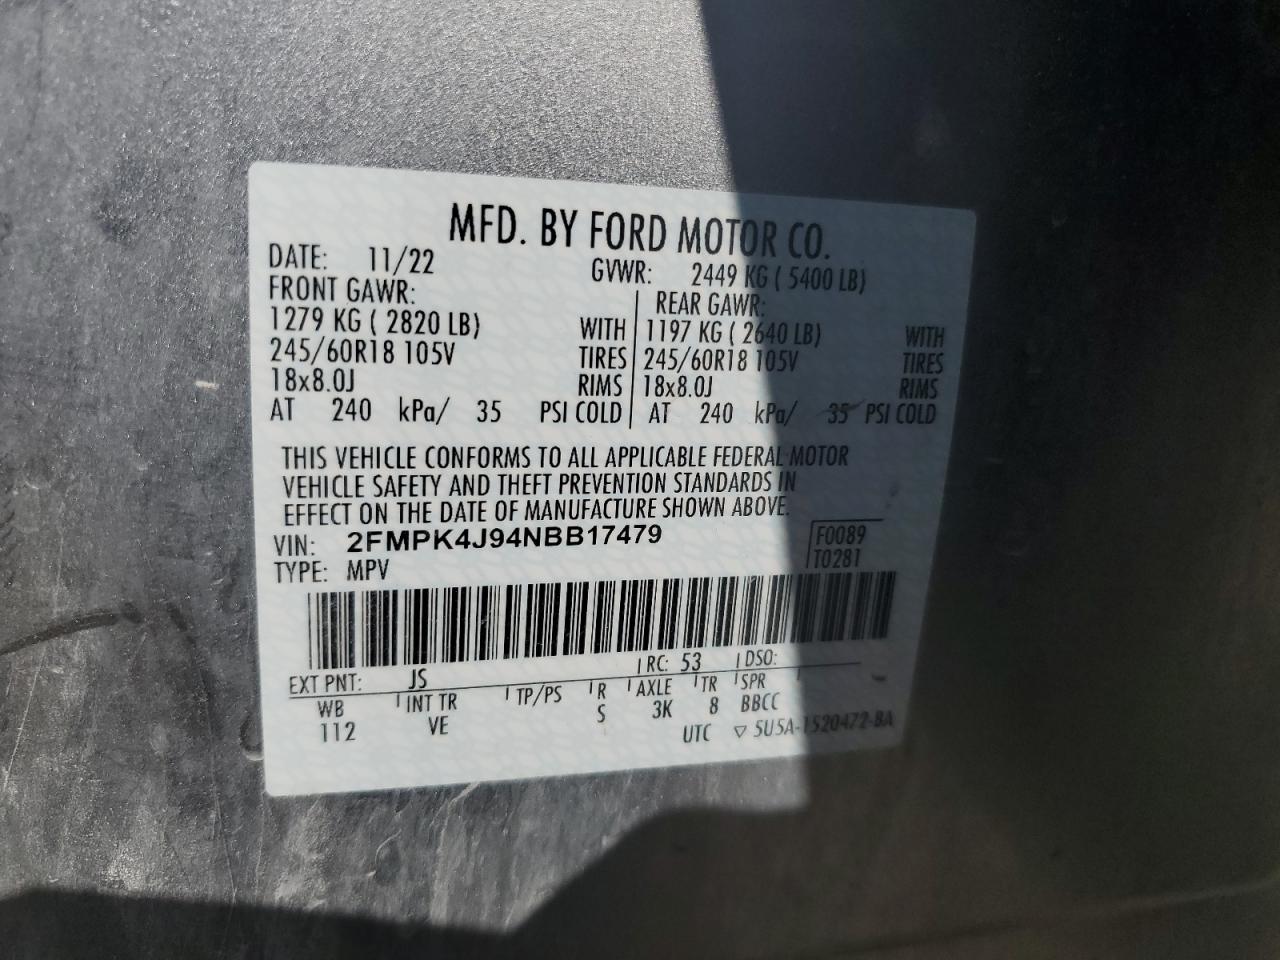 MFD. BY FORD MOTOR CO.
DATE: 11/22 GVWR: 2449 KG ( 5400 LB)
FRONT GAWR: REAR GAWR:
1279 KG ( 2820 LB) WITH 1197 KG ( 2640 LB) WITH
245/60R18 105V TIRES 245/60R18 105V TIRES
18x8.0J RIMS 18x8.0J RIMS
AT 240 kPa/ 35 PSI COLD AT 240 kPa/ 35 PSI COLD
THIS VEHICLE CONFORMS TO ALL APPLICABLE FEDERAL MOTOR
VEHICLE SAFETY AND THEFT PREVENTION STANDARDS IN
EFFECT ON THE DATE OF MANUFACTURE SHOWN ABOVE.
VIN: 2FMPK4J94NBB17479 F0089
TYPE: MPV T0281
EXT PNT: JS RC: 53 DSO:
WB INT TR TP/PS R AXLE TR SPR
112 VE S 3K 8 BBCC
UTC ▽ 5U5A-1520472-BA